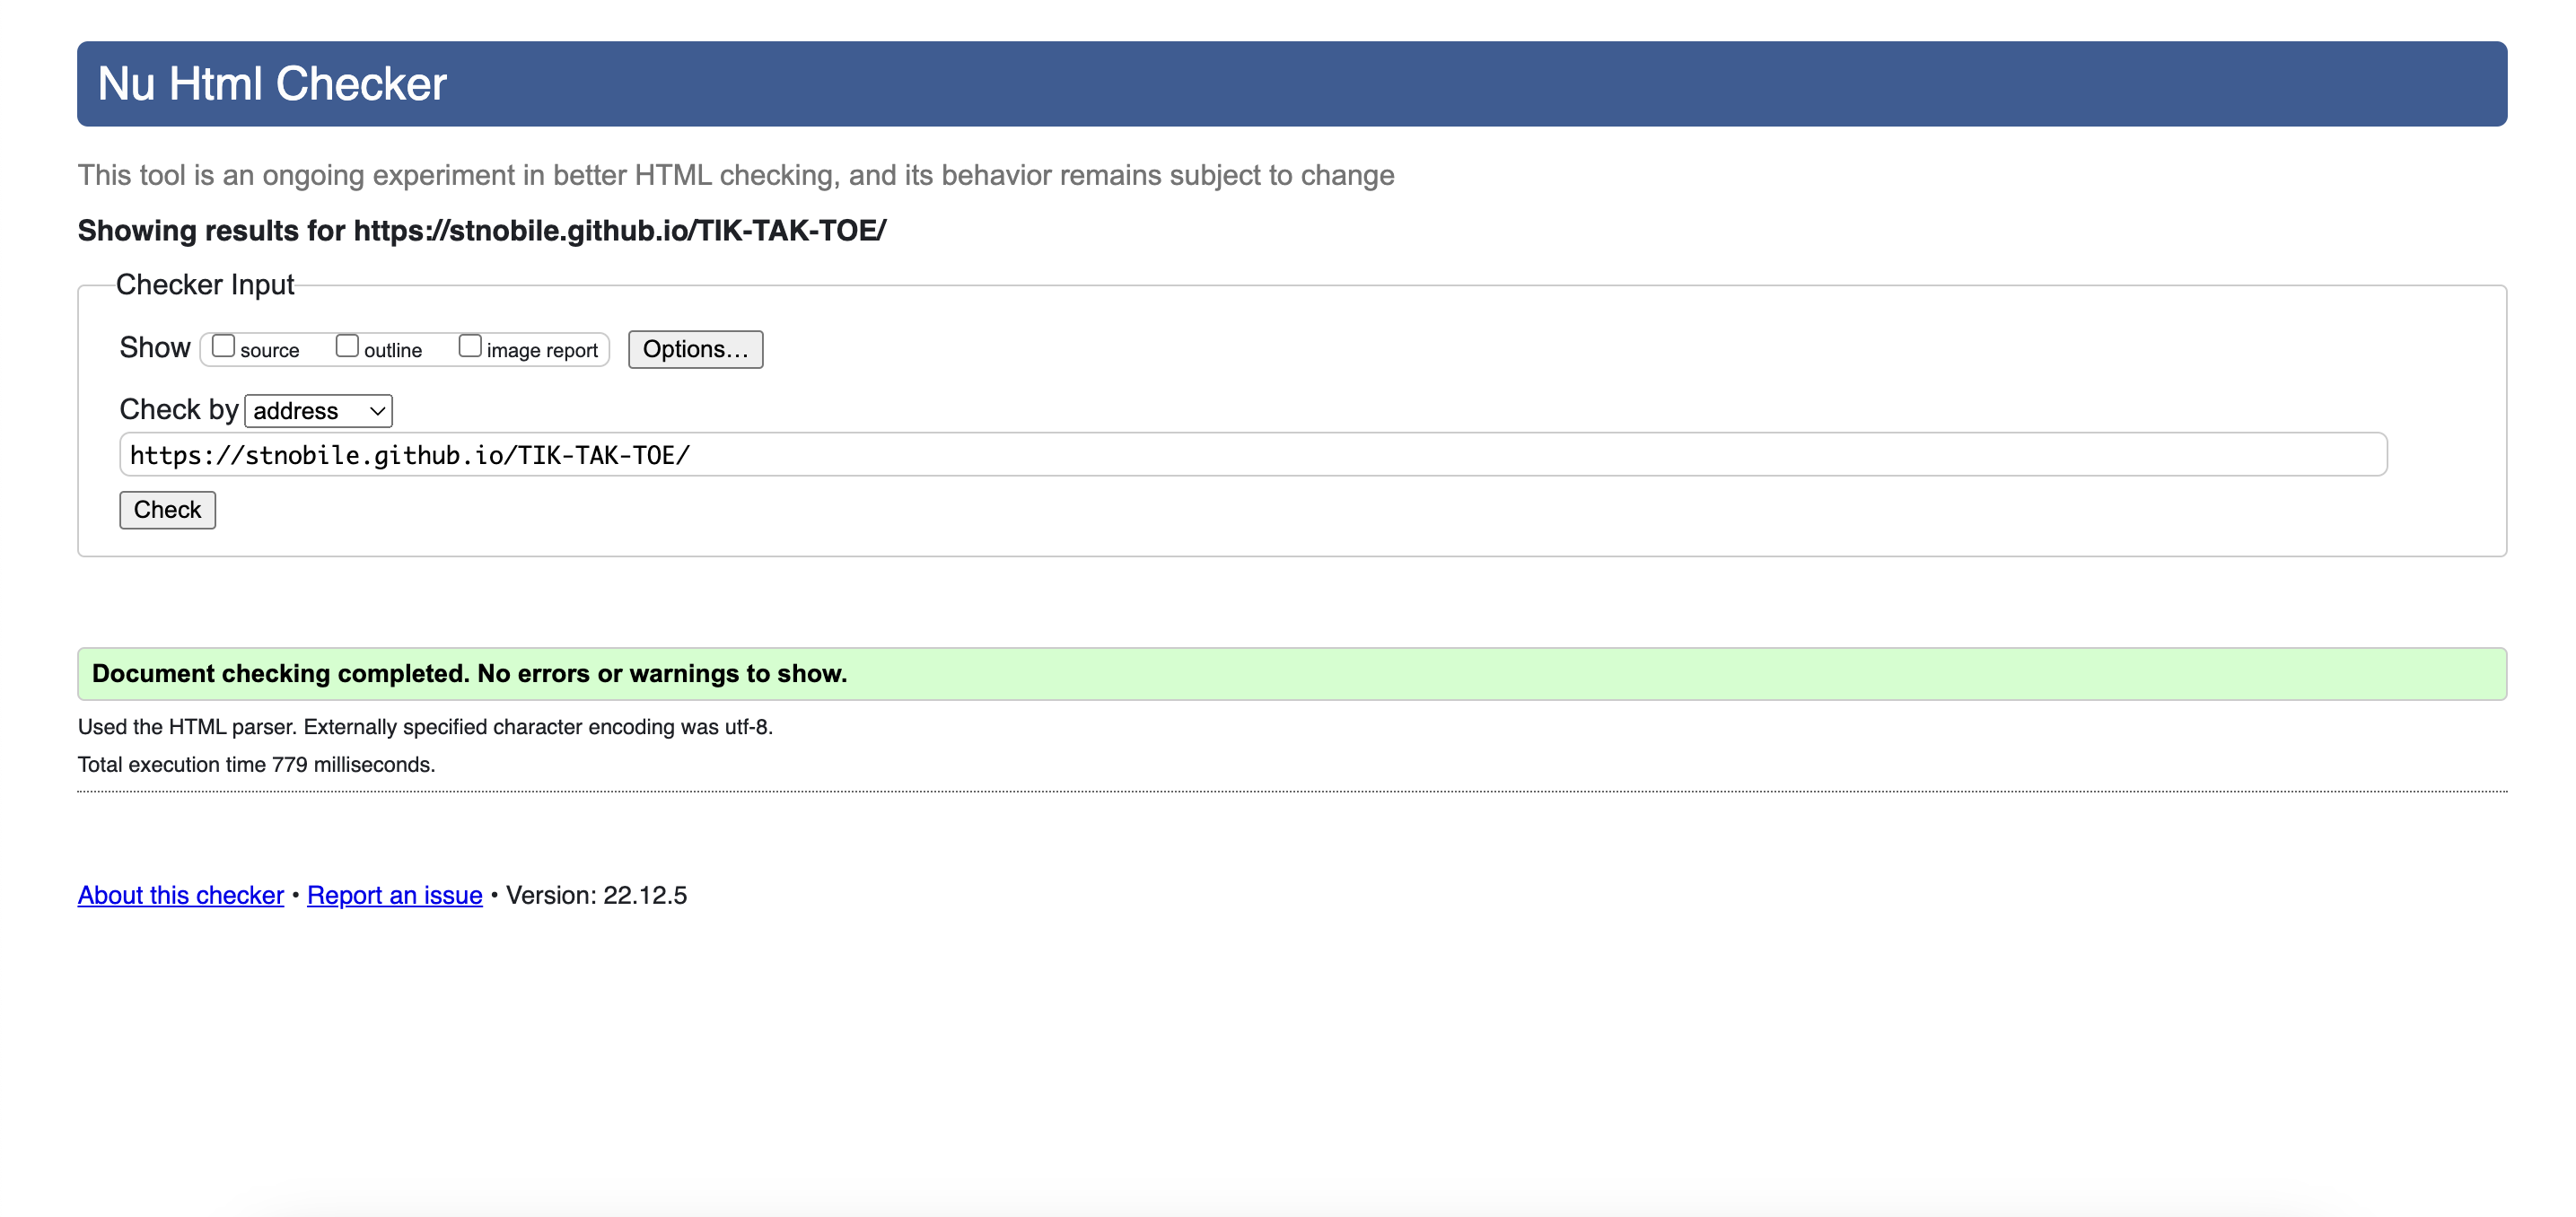 Nu Html Checker
This tool is an ongoing experiment in better HTML checking, and its behavior remains subject to change
Showing results for https://stnobile.github.io/TIK-TAK-TOE/
Checker Input
Show source outline image report Options...
Check by address
https://stnobile.github.io/TIK-TAK-TOE/
Check
Document checking completed. No errors or warnings to show.
Used the HTML parser. Externally specified character encoding was utf-8.
Total execution time 779 milliseconds.
About this checker • Report an issue • Version: 22.12.5